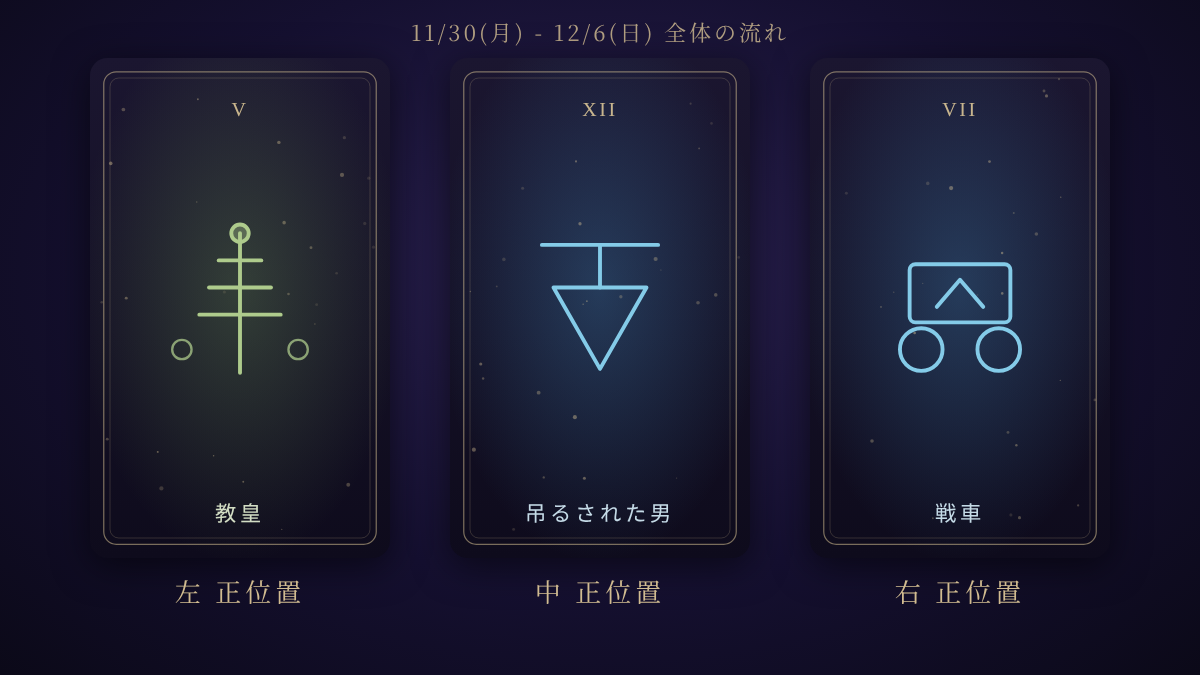 11/30(月) - 12/6(日) 全体の流れ
V
XII
VII
教皇
吊るされた男
戦車
左 正位置
中 正位置
右 正位置